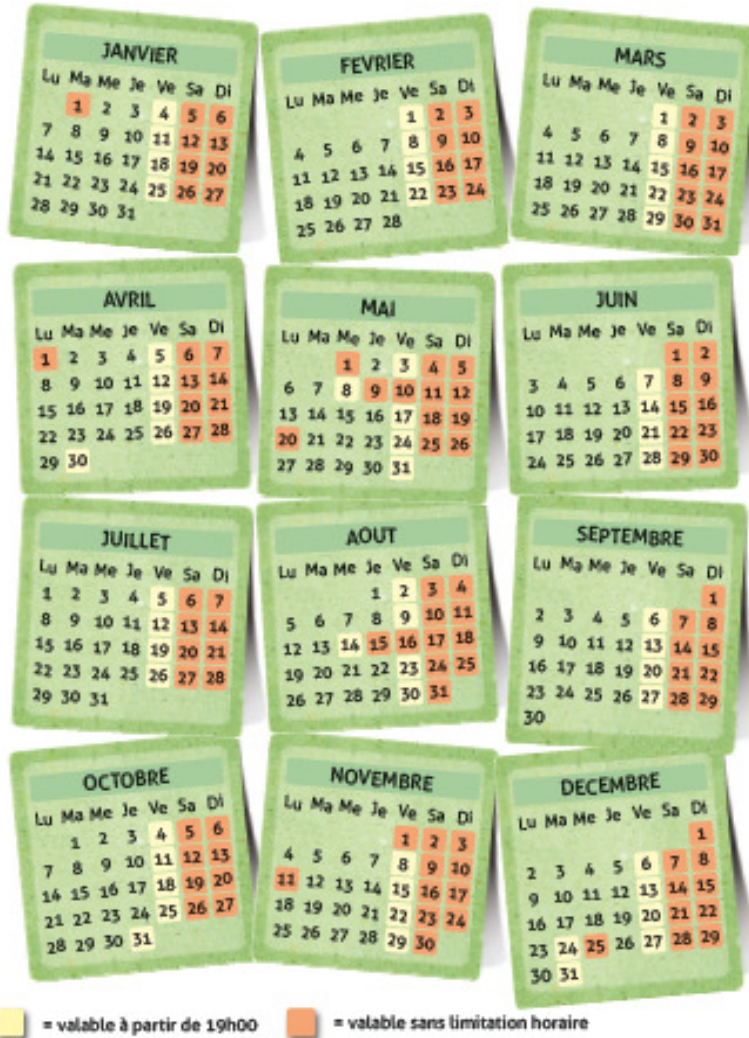 JANVIER
Lu Ma Me Je Ve Sa Di
1 2 3 4 5 6
7 8 9 10 11 12 13
14 15 16 17 18 19 20
21 22 23 24 25 26 27
28 29 30 31
FEVRIER
Lu Ma Me Je Ve Sa Di
1 2 3
4 5 6 7 8 9 10
11 12 13 14 15 16 17
18 19 20 21 22 23 24
25 26 27 28
MARS
Lu Ma Me Je Ve Sa Di
1 2 3
4 5 6 7 8 9 10
11 12 13 14 15 16 17
18 19 20 21 22 23 24
25 26 27 28 29 30 31
AVRIL
Lu Ma Me Je Ve Sa Di
1 2 3 4 5 6 7
8 9 10 11 12 13 14
15 16 17 18 19 20 21
22 23 24 25 26 27 28
29 30
MAI
Lu Ma Me Je Ve Sa Di
1 2 3 4 5
6 7 8 9 10 11 12
13 14 15 16 17 18 19
20 21 22 23 24 25 26
27 28 29 30 31
JUIN
Lu Ma Me Je Ve Sa Di
1 2
3 4 5 6 7 8 9
10 11 12 13 14 15 16
17 18 19 20 21 22 23
24 25 26 27 28 29 30
JUILLET
Lu Ma Me Je Ve Sa Di
1 2 3 4 5 6 7
8 9 10 11 12 13 14
15 16 17 18 19 20 21
22 23 24 25 26 27 28
29 30 31
AOUT
Lu Ma Me Je Ve Sa Di
1 2 3 4
5 6 7 8 9 10 11
12 13 14 15 16 17 18
19 20 21 22 23 24 25
26 27 28 29 30 31
SEPTEMBRE
Lu Ma Me Je Ve Sa Di
1
2 3 4 5 6 7 8
9 10 11 12 13 14 15
16 17 18 19 20 21 22
23 24 25 26 27 28 29
30
OCTOBRE
Lu Ma Me Je Ve Sa Di
1 2 3 4 5 6
7 8 9 10 11 12 13
14 15 16 17 18 19 20
21 22 23 24 25 26 27
28 29 30 31
NOVEMBRE
Lu Ma Me Je Ve Sa Di
1 2 3
4 5 6 7 8 9 10
11 12 13 14 15 16 17
18 19 20 21 22 23 24
25 26 27 28 29 30
DECEMBRE
Lu Ma Me Je Ve Sa Di
1
2 3 4 5 6 7 8
9 10 11 12 13 14 15
16 17 18 19 20 21 22
23 24 25 26 27 28 29
30 31
= valable à partir de 19h00
= valable sans limitation horaire